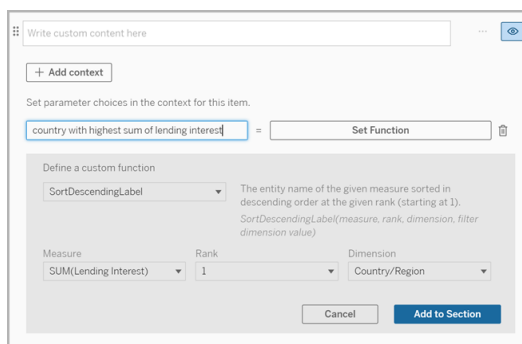 Write custom content here
+ Add context
Set parameter choices in the context for this item.
country with highest sum of lending interest = Set Function
Define a custom function
SortDescendingLabel
The entity name of the given measure sorted in
descending order at the given rank (starting at 1).
SortDescendingLabel(measure, rank, dimension, filter
dimension value)
Measure Rank Dimension
SUM(Lending Interest) 1 Country/Region
Cancel Add to Section